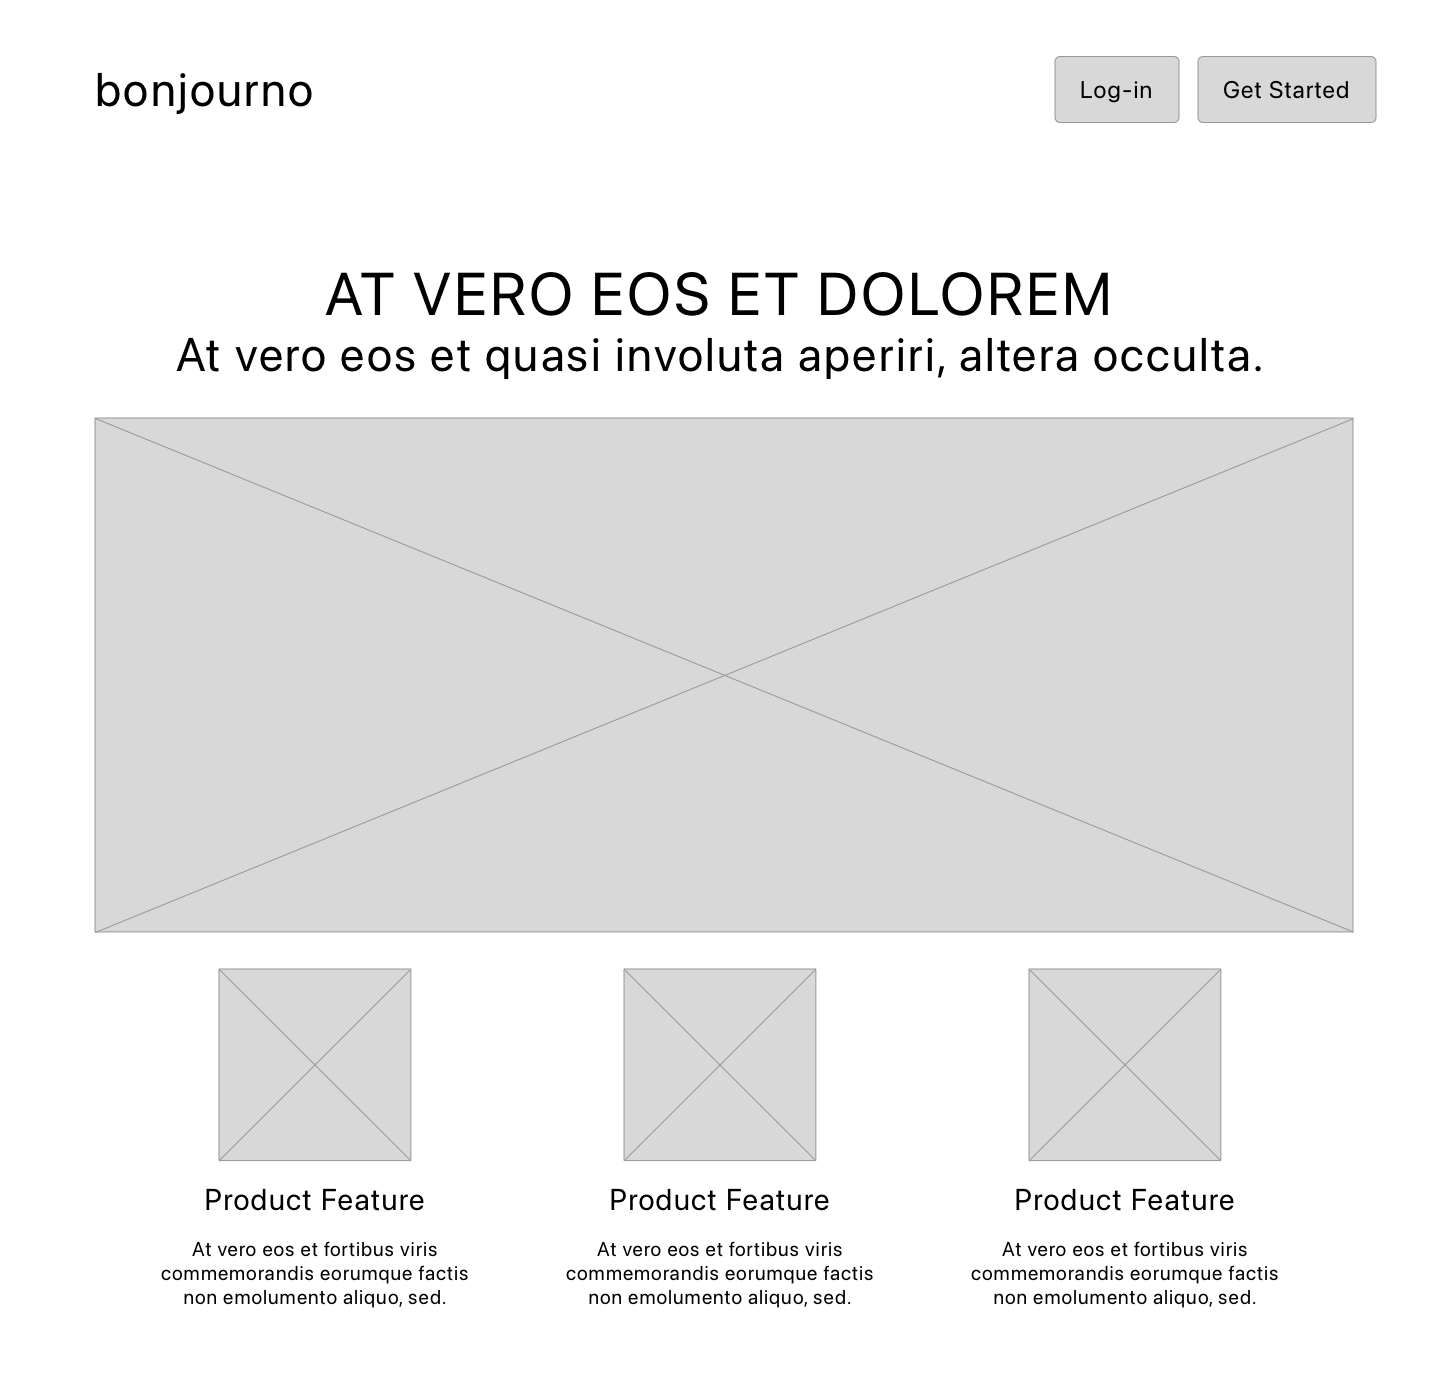 bonjourno
Log-in
Get Started
AT VERO EOS ET DOLOREM
At vero eos et quasi involuta aperiri, altera occulta.
Product Feature
At vero eos et fortibus viris
commemorandis eorumque factis
non emolumento aliquo, sed.
Product Feature
At vero eos et fortibus viris
commemorandis eorumque factis
non emolumento aliquo, sed.
Product Feature
At vero eos et fortibus viris
commemorandis eorumque factis
non emolumento aliquo, sed.